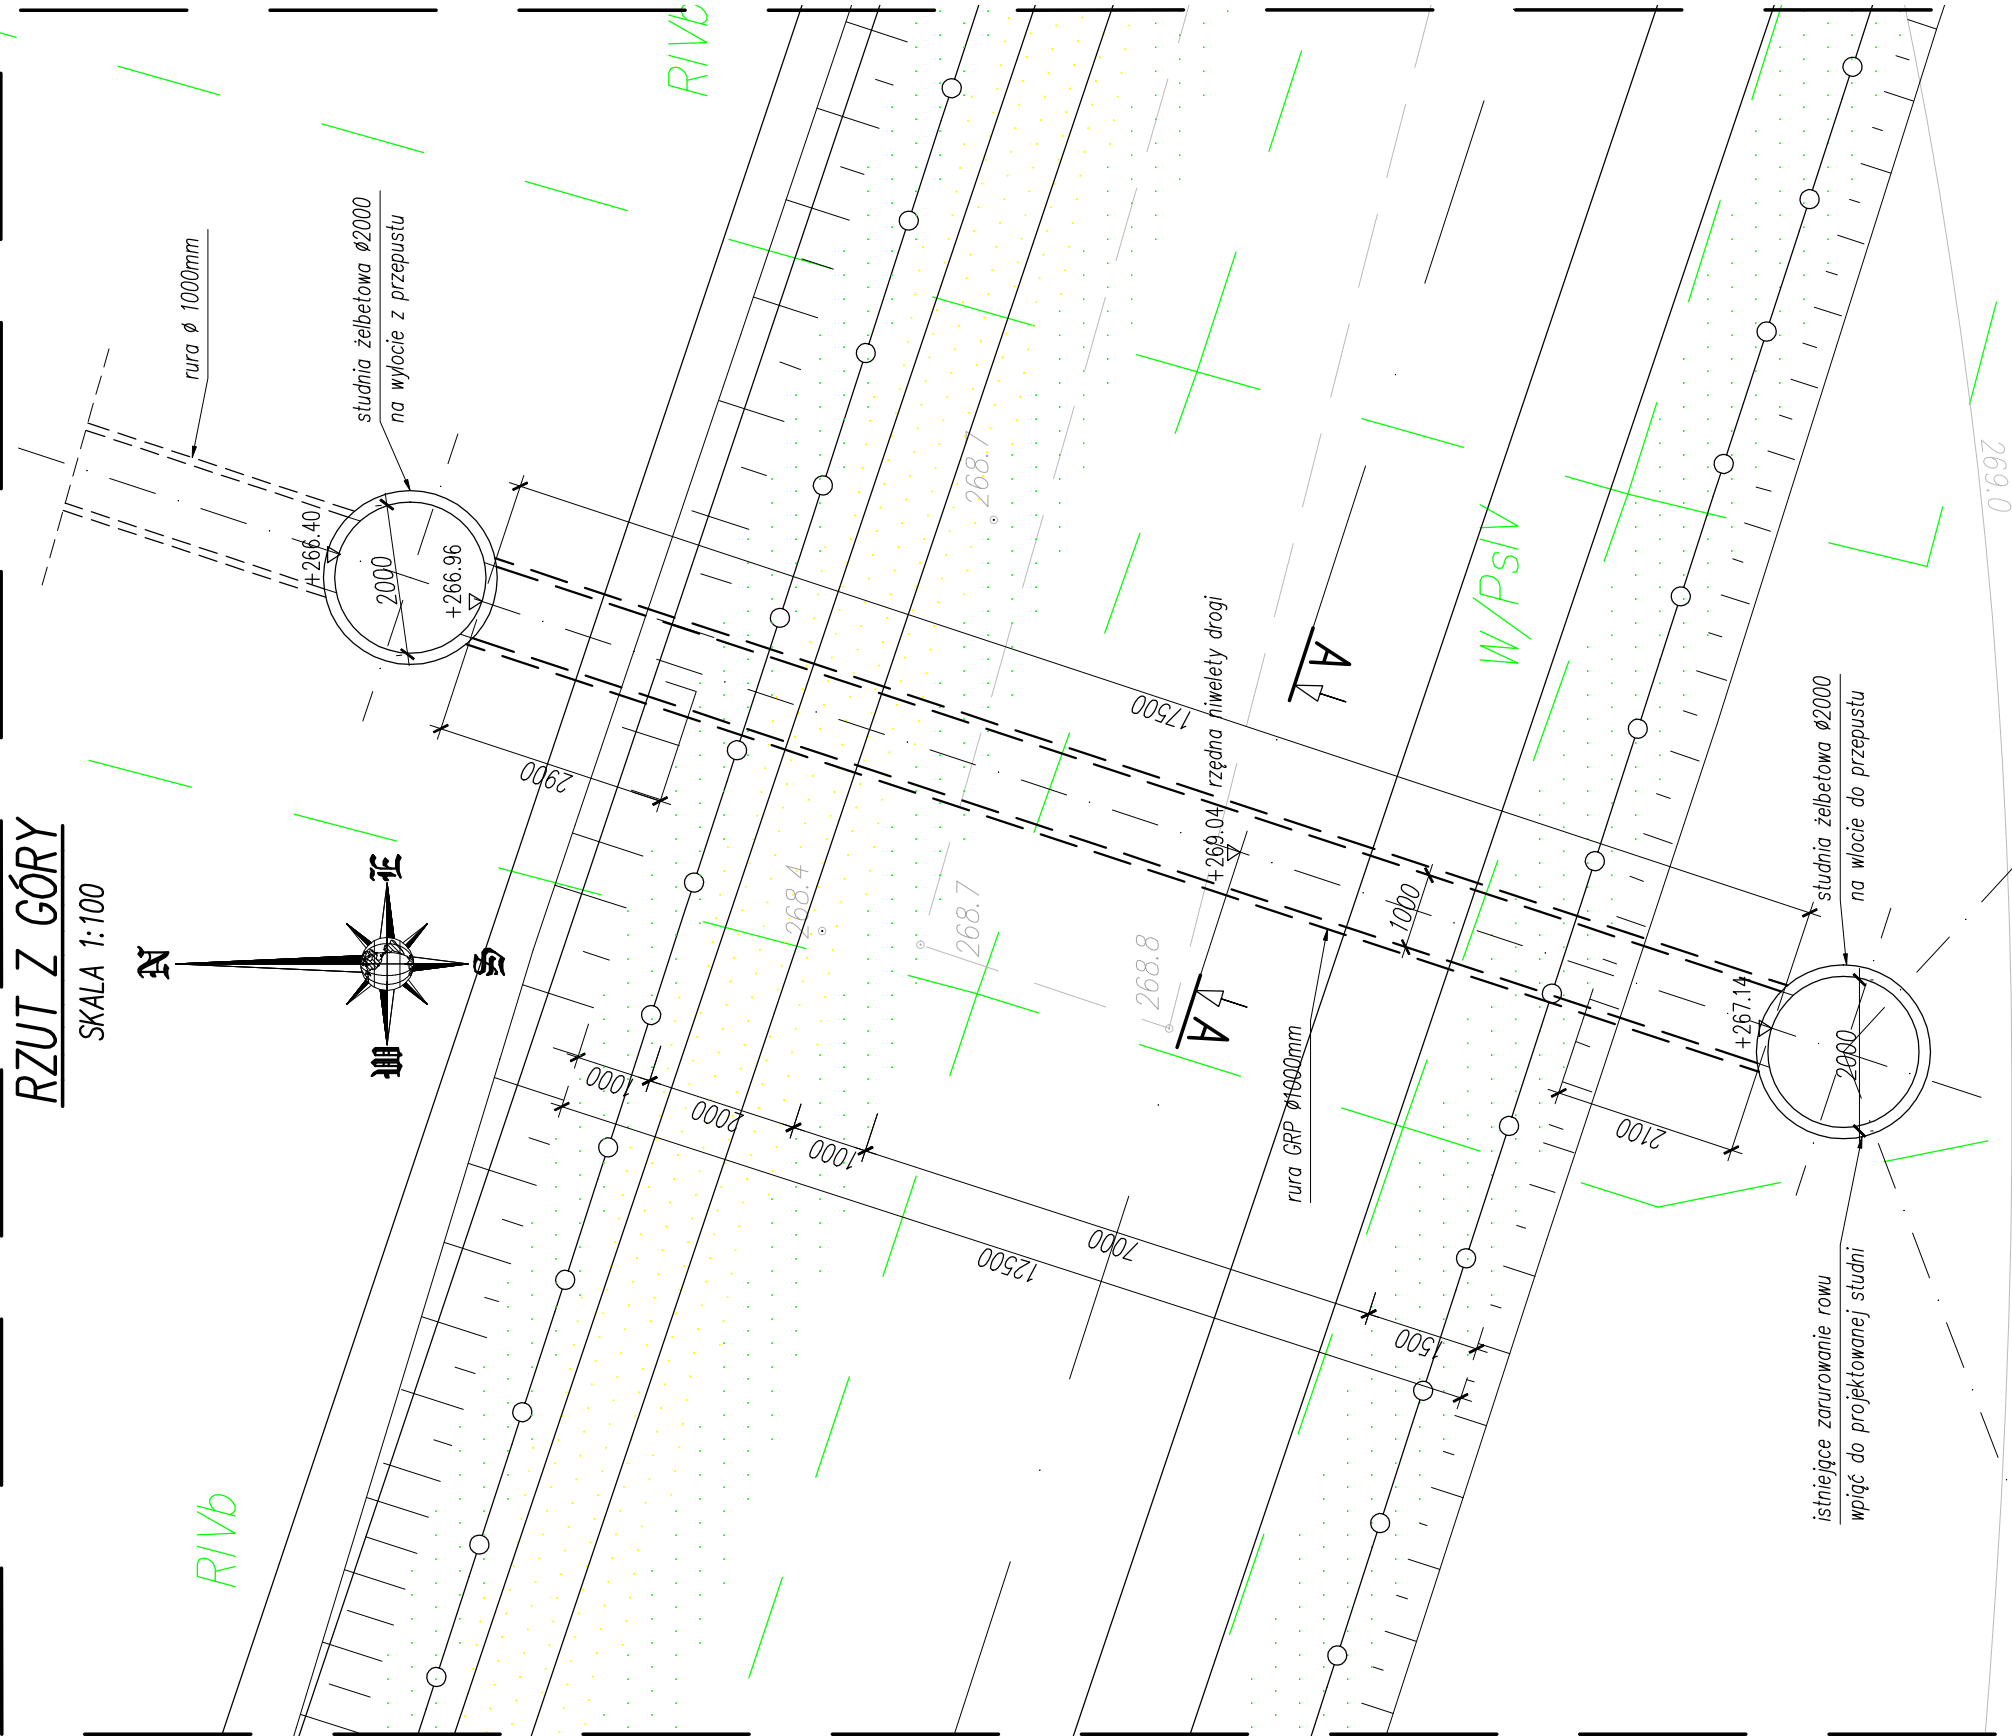 RZUT Z GÓRY
SKALA 1:100
N
E
S
W
RIVb
RIVb
W/PsIV
rura ø 1000mm
studnia żelbetowa ø2000
na wylocie z przepustu
+266.40
2000
+266.96
2900
17500
268.7
268.4
268.7
268.8
269.0
+269.04 rzędna niwelety drogi
A
A
1000
rura GRP ø1000mm
1000
2000
1000
7000
12500
1500
2100
+267.14
2000
studnia żelbetowa ø2000
na wlocie do przepustu
istniejące zarurowanie rowu
wpiąć do projektowanej studni